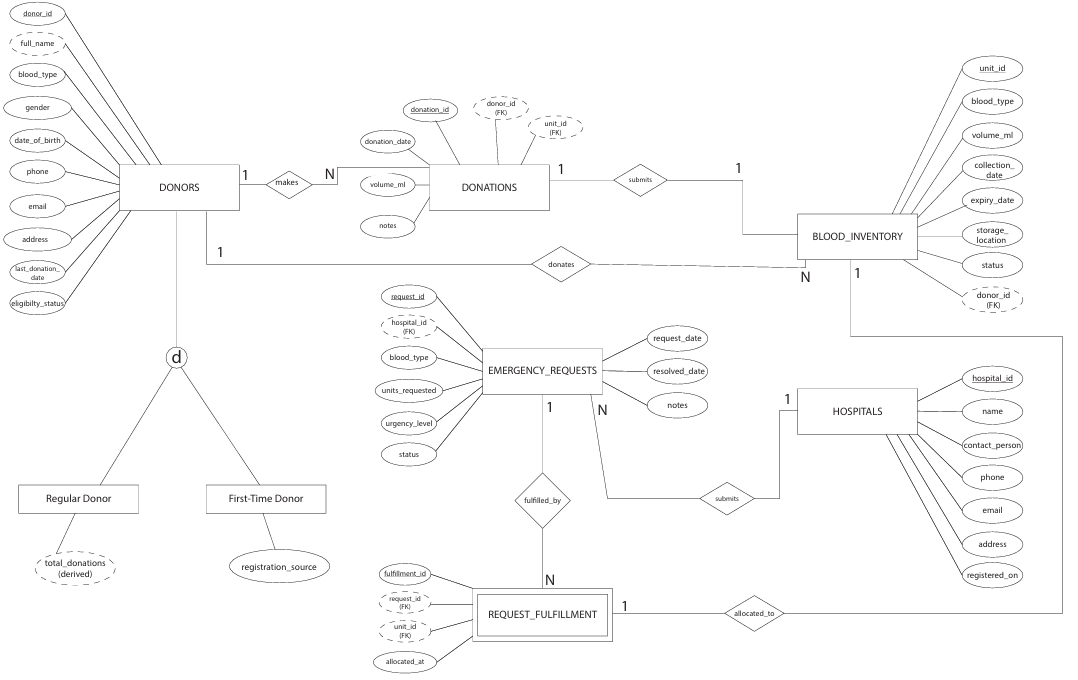 donor_id
full_name
blood_type
gender
date_of_birth
phone
email
address
last_donation_
date
eligibilty_status
DONORS
1
makes
N
donation_id
donor_id
(FK)
unit_id
(FK)
donation_date
volume_ml
notes
DONATIONS
1
submits
1
unit_id
blood_type
volume_ml
collection_
date
expiry_date
storage_
location
status
donor_id
(FK)
BLOOD_INVENTORY
1
donates
N
1
d
Regular Donor
First-Time Donor
total_donations
(derived)
registration_source
request_id
hospital_id
(FK)
blood_type
units_requested
urgency_level
status
EMERGENCY_REQUESTS
request_date
resolved_date
notes
1
N
fulfilled_by
N
submits
1
HOSPITALS
hospital_id
name
contact_person
phone
email
address
registered_on
fulfillment_id
request_id
(FK)
unit_id
(FK)
allocated_at
REQUEST_FULFILLMENT
1
allocated_to